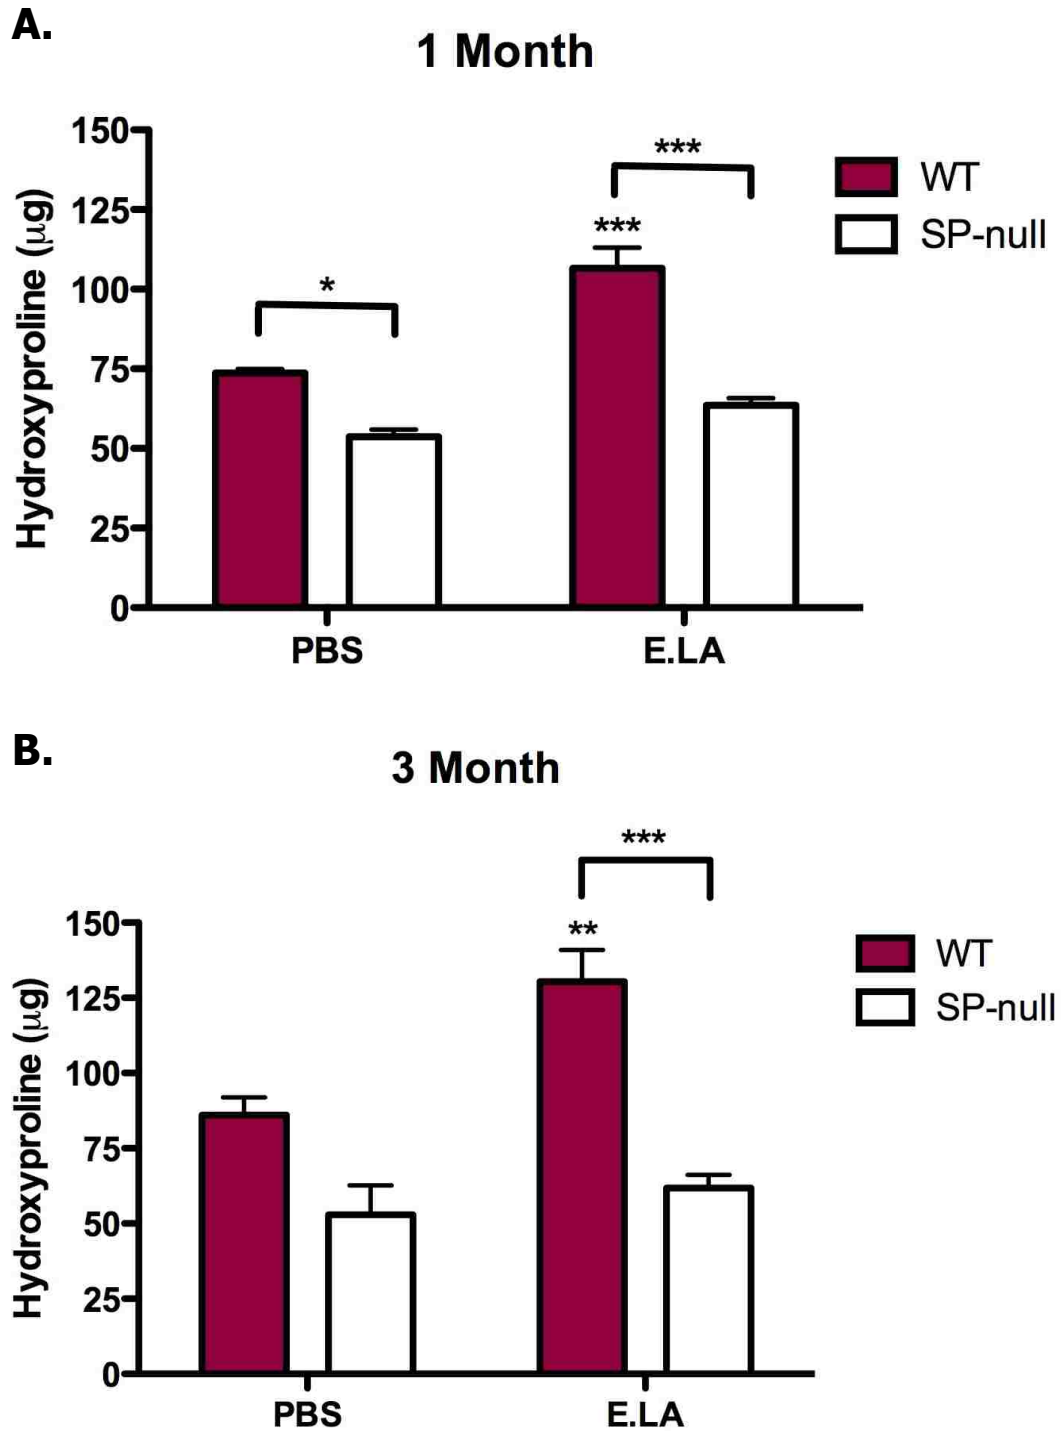 A.
1 Month
150
125
100
75
50
25
0
Hydroxyproline (µg)
*
***
***
WT
SP-null
PBS
E.LA
B.
3 Month
150
125
100
75
50
25
0
Hydroxyproline (µg)
***
**
WT
SP-null
PBS
E.LA